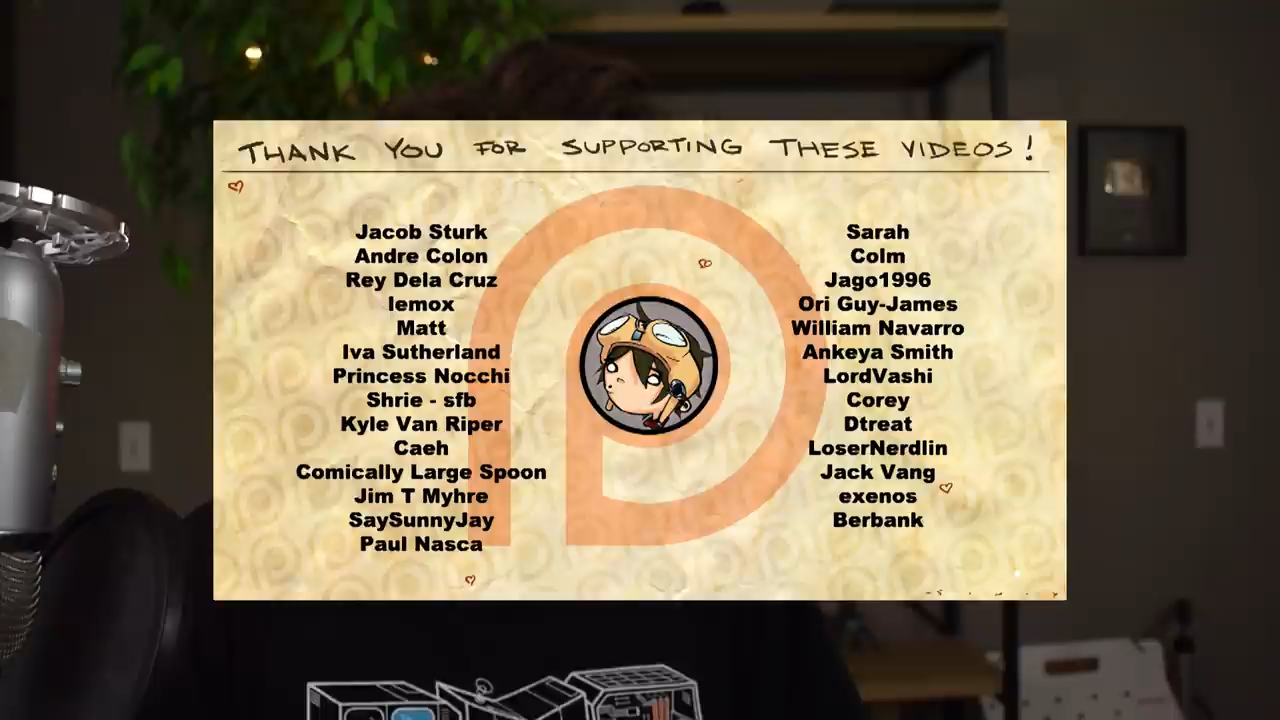 THANK YOU FOR SUPPORTING THESE VIDEOS!
Jacob Sturk
Andre Colon
Rey Dela Cruz
lemox
Matt
Iva Sutherland
Princess Nocchi
Shrie - sfb
Kyle Van Riper
Caeh
Comically Large Spoon
Jim T Myhre
SaySunnyJay
Paul Nasca
Sarah
Colm
Jago1996
Ori Guy-James
William Navarro
Ankeya Smith
LordVashi
Corey
Dtreat
LoserNerdlin
Jack Vang
exenos
Berbank